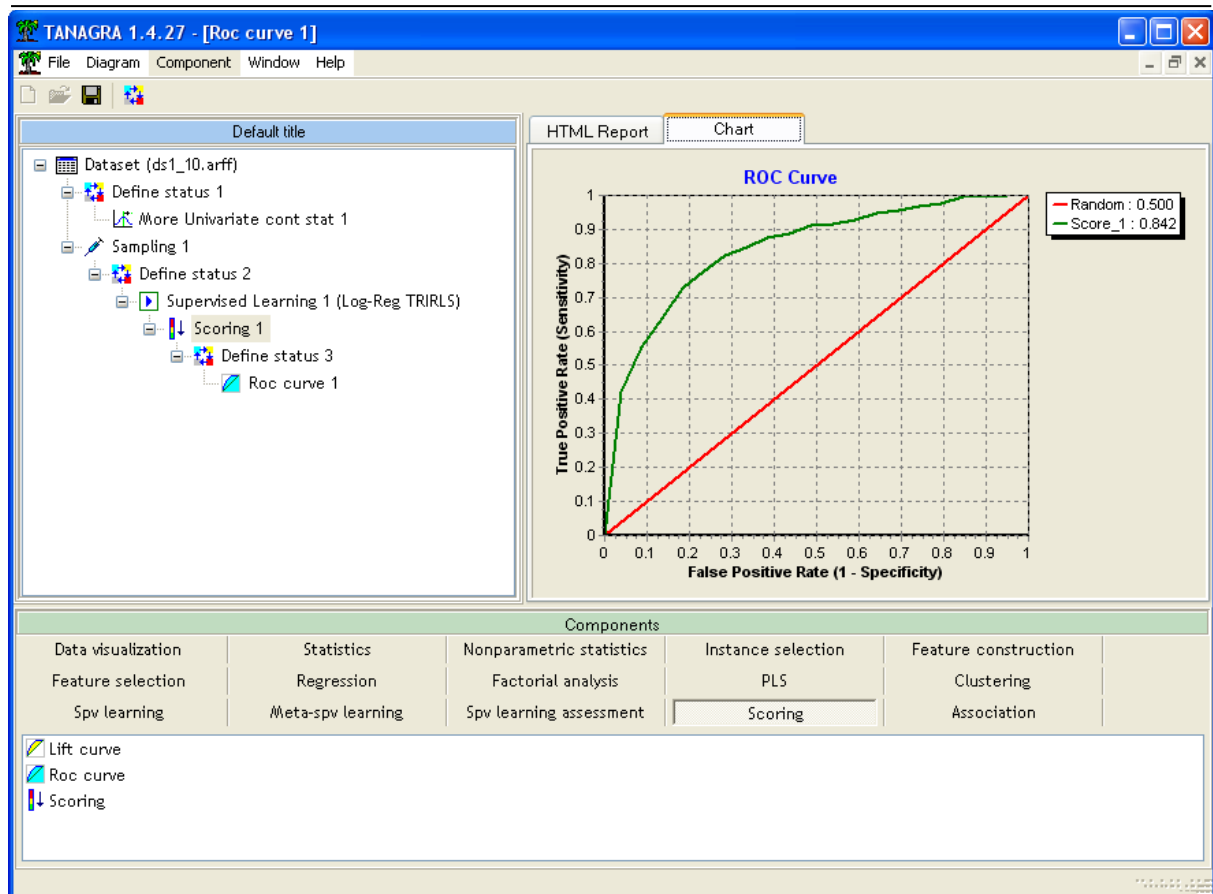 TANAGRA 1.4.27 - [Roc curve 1]
File Diagram Component Window Help
Default title
Dataset (ds1_10.arff)
Define status 1
More Univariate cont stat 1
Sampling 1
Define status 2
Supervised Learning 1 (Log-Reg TRIRLS)
Scoring 1
Define status 3
Roc curve 1
HTML Report
Chart
ROC Curve
Random : 0.500
Score_1 : 0.842
True Positive Rate (Sensitivity)
1
0.9
0.8
0.7
0.6
0.5
0.4
0.3
0.2
0.1
0
0 0.1 0.2 0.3 0.4 0.5 0.6 0.7 0.8 0.9 1
False Positive Rate (1 - Specificity)
Components
Data visualization Statistics Nonparametric statistics Instance selection Feature construction
Feature selection Regression Factorial analysis PLS Clustering
Spv learning Meta-spv learning Spv learning assessment Scoring Association
Lift curve
Roc curve
Scoring